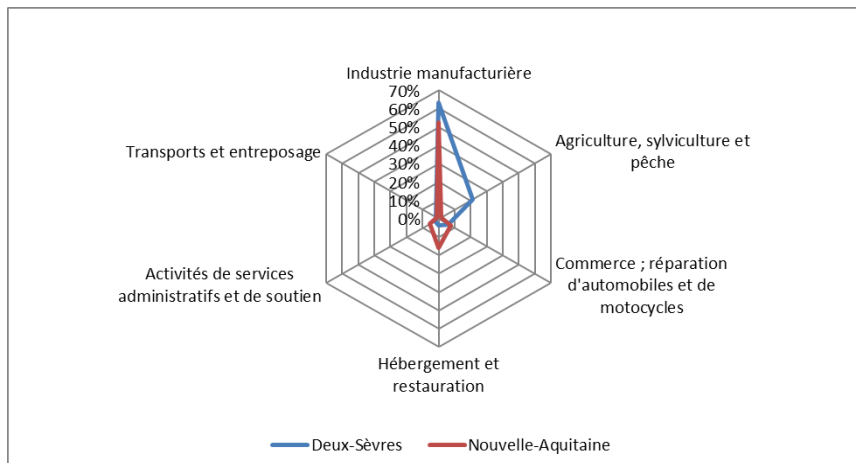 Industrie manufacturière
70%
60%
50%
40%
30%
20%
10%
0%
Agriculture, sylviculture et
pêche
Commerce ; réparation
d'automobiles et de
motocycles
Hébergement et
restauration
Activités de services
administratifs et de soutien
Transports et entreposage
Deux-Sèvres
Nouvelle-Aquitaine